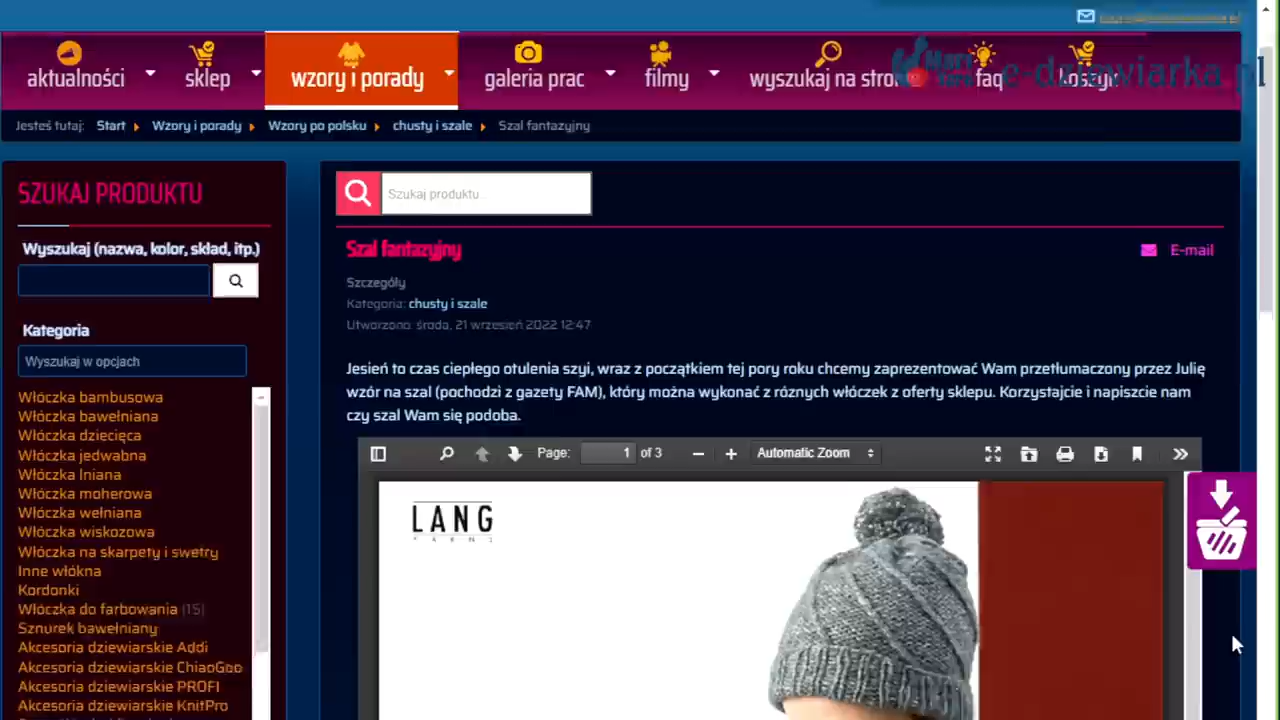 aktualności
sklep
wzory i porady
galeria prac
filmy
wyszukaj na stronie
faq
koszyk
e-dziewiarka.pl
Jesteś tutaj: Start Wzory i porady Wzory po polsku chusty i szale Szal fantazyjny
SZUKAJ PRODUKTU
Wyszukaj (nazwa, kolor, skład, itp.)
Kategoria
Wyszukaj w opcjach
Włóczka bambusowa
Włóczka bawełniana
Włóczka dziecięca
Włóczka jedwabna
Włóczka lniana
Włóczka moherowa
Włóczka wełniana
Włóczka wiskozowa
Włóczka na skarpety i swetry
Inne włókna
Kordonki
Włóczka do farbowania (15)
Sznurek bawełniany
Akcesoria dziewiarskie Addi
Akcesoria dziewiarskie ChiaoGoo
Akcesoria dziewiarskie PROFI
Akcesoria dziewiarskie KnitPro
Szukaj produktu...
Szal fantazyjny
E-mail
Szczegóły
Kategoria: chusty i szale
Utworzono: środa, 21 wrzesień 2022 12:47
Jesień to czas ciepłego otulenia szyi, wraz z początkiem tej pory roku chcemy zaprezentować Wam przetłumaczony przez Julię
wzór na szal (pochodzi z gazety FAM), który można wykonać z różnych włóczek z oferty sklepu. Korzystajcie i napiszcie nam
czy szal Wam się podoba.
Page: 1 of 3
Automatic Zoom
LANG
YARNS